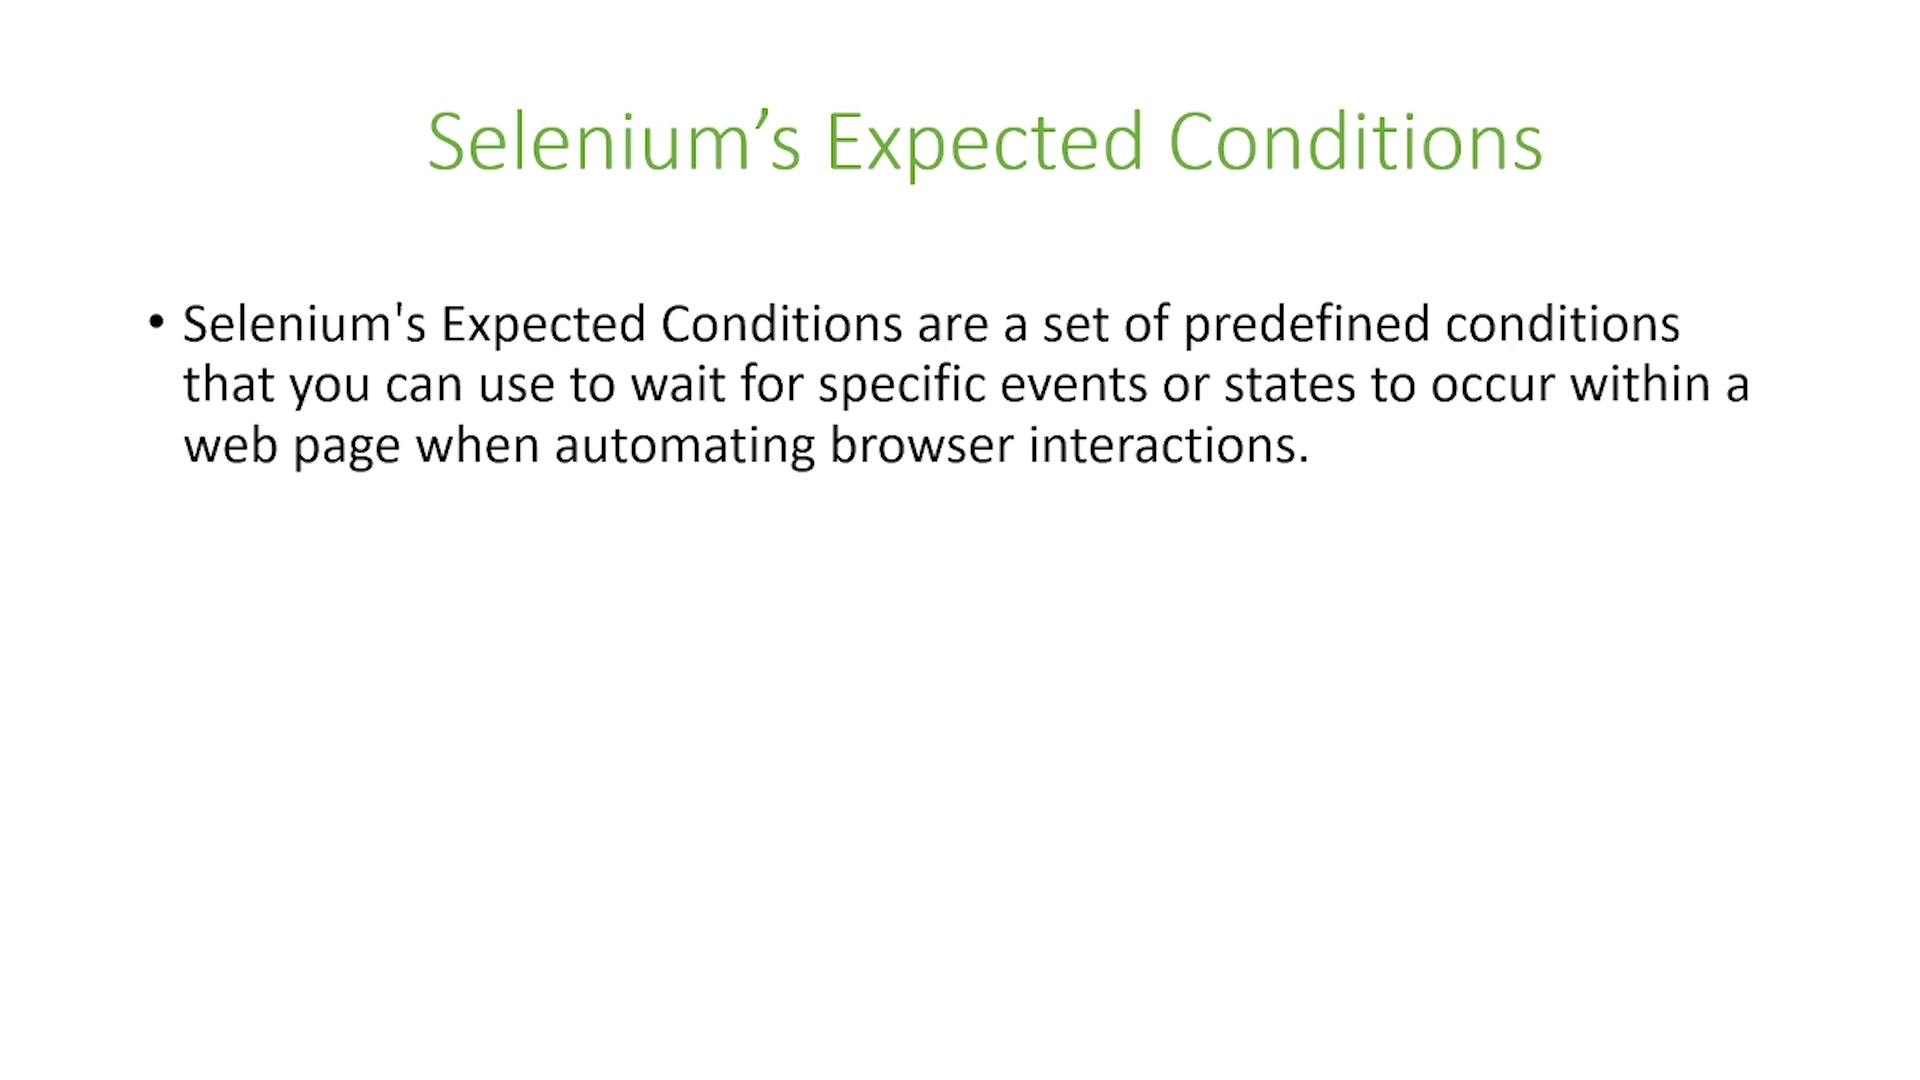 Selenium’s Expected Conditions
• Selenium's Expected Conditions are a set of predefined conditions
that you can use to wait for specific events or states to occur within a
web page when automating browser interactions.